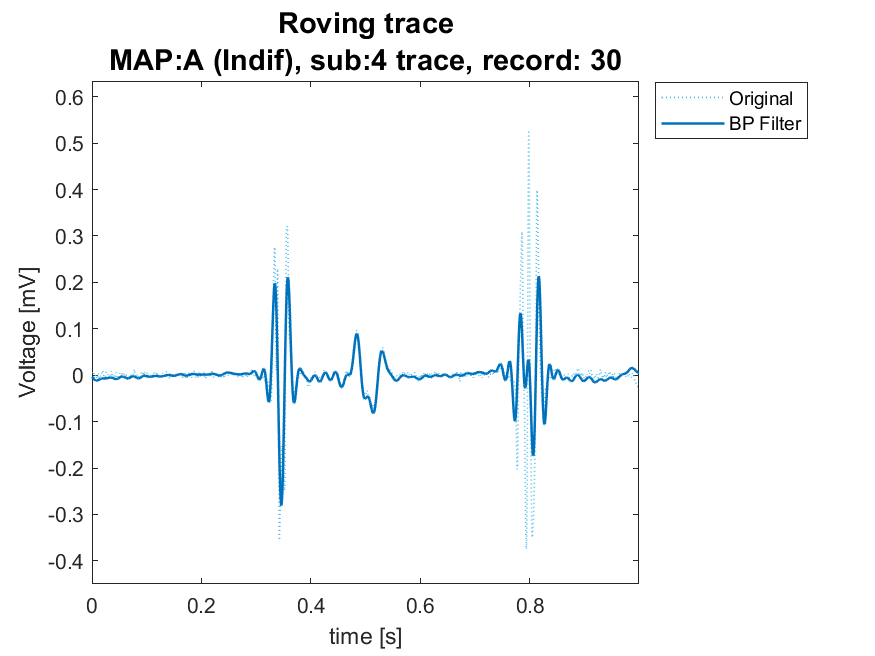 Roving trace
MAP:A (Indif), sub:4 trace, record: 30
Original
BP Filter
0.6
0.5
0.4
0.3
0.2
0.1
0
-0.1
-0.2
-0.3
-0.4
Voltage [mV]
0 0.2 0.4 0.6 0.8
time [s]